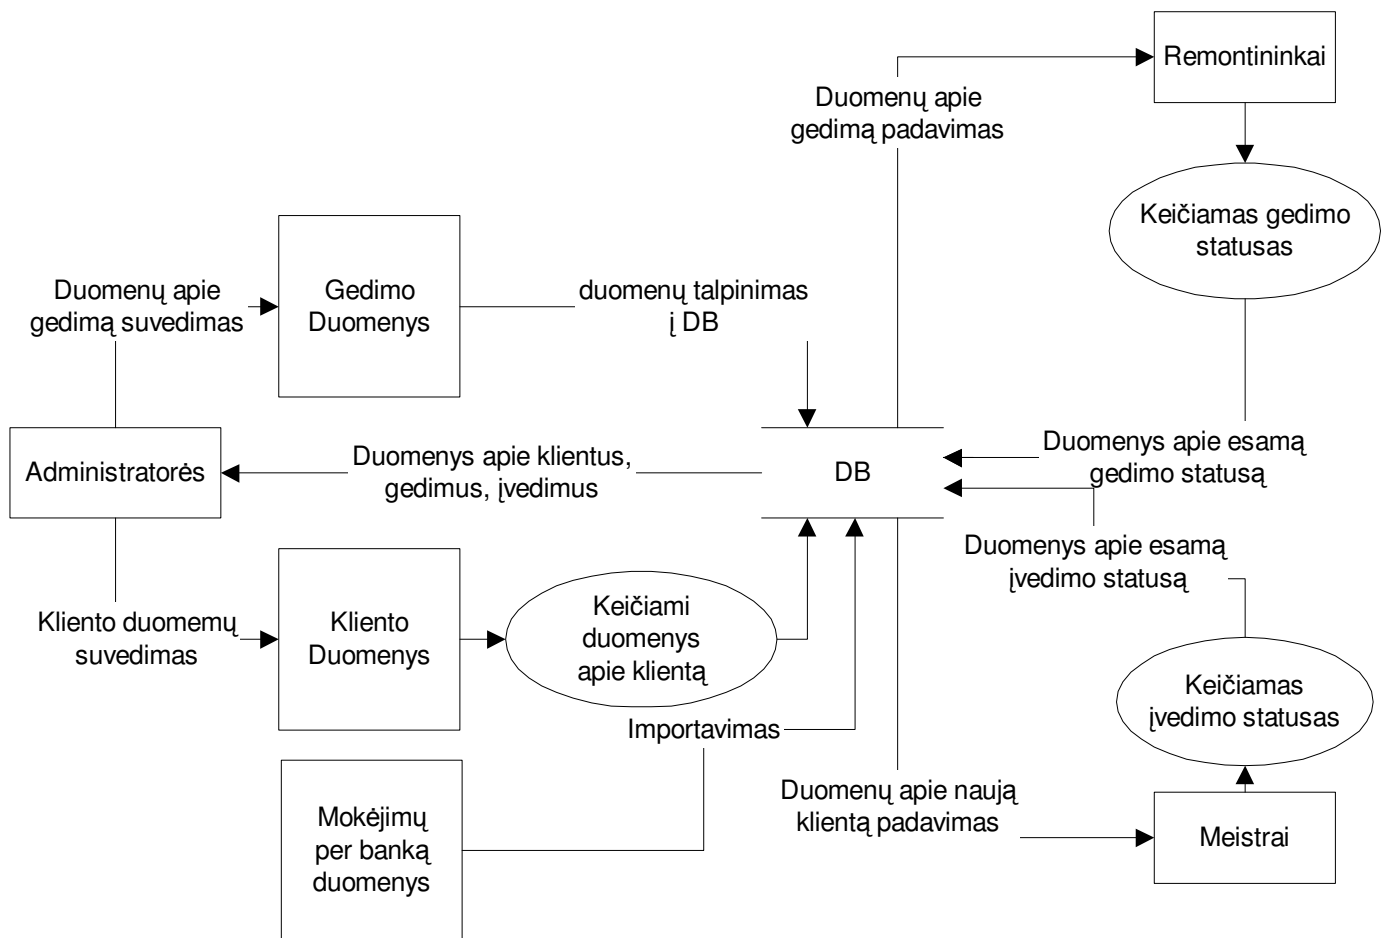 Remontininkai
Duomenų apie
gedimą padavimas
Keičiamas gedimo
statusas
Duomenų apie
gedimą suvedimas
Gedimo
Duomenys
duomenų talpinimas
į DB
Administratorės
Duomenys apie klientus,
gedimus, įvedimus
DB
Duomenys apie esamą
gedimo statusą
Duomenys apie esamą
įvedimo statusą
Kliento duomemų
suvedimas
Kliento
Duomenys
Keičiami
duomenys
apie klientą
Keičiamas
įvedimo statusas
Importavimas
Mokėjimų
per banką
duomenys
Duomenų apie naują
klientą padavimas
Meistrai